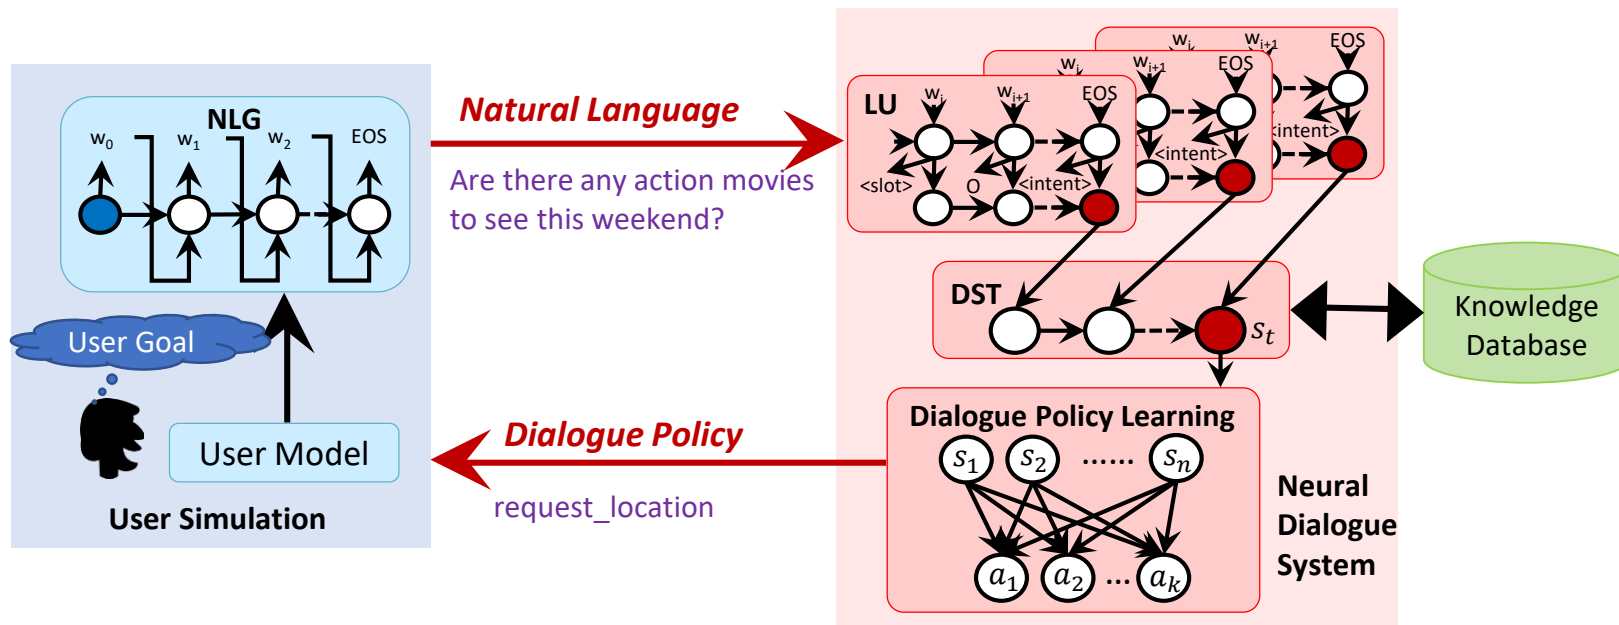 NLG
w0
w1
w2
EOS
User Goal
User Model
User Simulation
Natural Language
Are there any action movies
to see this weekend?
Dialogue Policy
request_location
LU
wi
wi+1
EOS
<slot>
O
<intent>
wi
wi+1
EOS
<intent>
wi
wi+1
EOS
<intent>
DST
st
Knowledge
Database
Dialogue Policy Learning
s1
s2
......
sn
a1
a2
...
ak
Neural
Dialogue
System